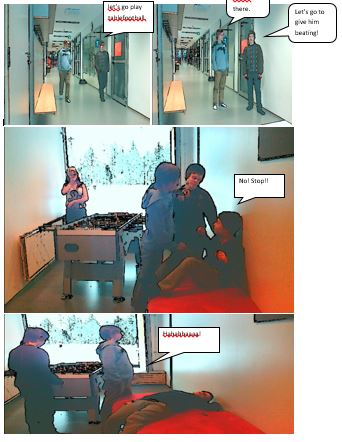 let's go play
tablefootball.
there.
Let's go to
give him
beating!
No! Stop!!
Hahahhaaaa!